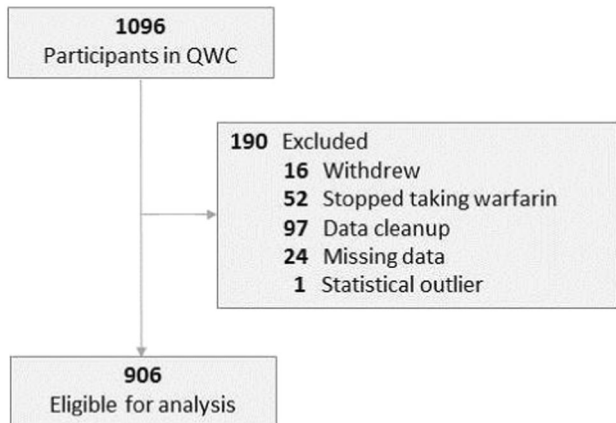 1096
Participants in QWC
190 Excluded
16 Withdrew
52 Stopped taking warfarin
97 Data cleanup
24 Missing data
1 Statistical outlier
906
Eligible for analysis